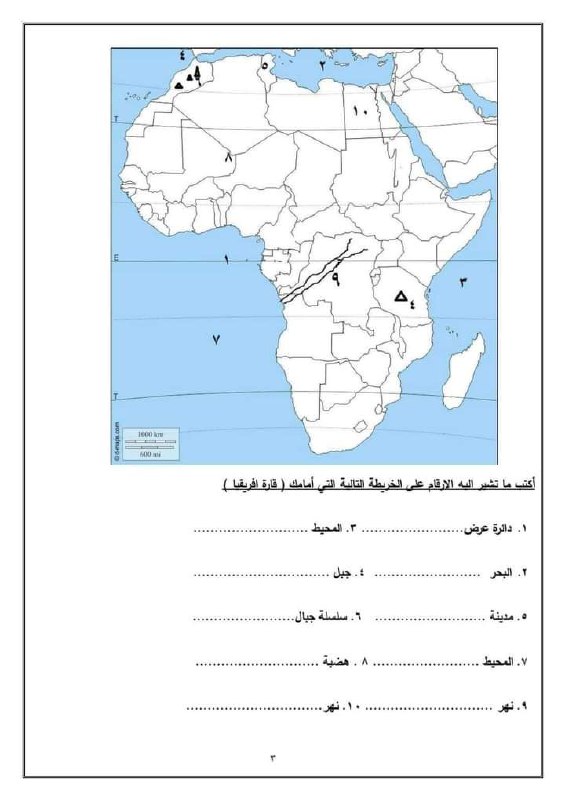 ٤
٥
٢
١
١٠
T
٨
E
١
٣
٩
٤
٧
T
1000 km
600 mi
© d-maps.com
أكتب ما تشير اليه الارقام على الخريطة التالية التي أمامك ( قارة افريقيا )
١. دائرة عرض........................ ٣. المحيط ...........................
٢. البحر ......................... ٤. جبل ................................
٥. مدينة .......................... ٦. سلسلة جبال........................
٧. المحيط ......................... ٨ . هضبة .............................
٩. نهر .............................. ١٠. نهر................................
٣